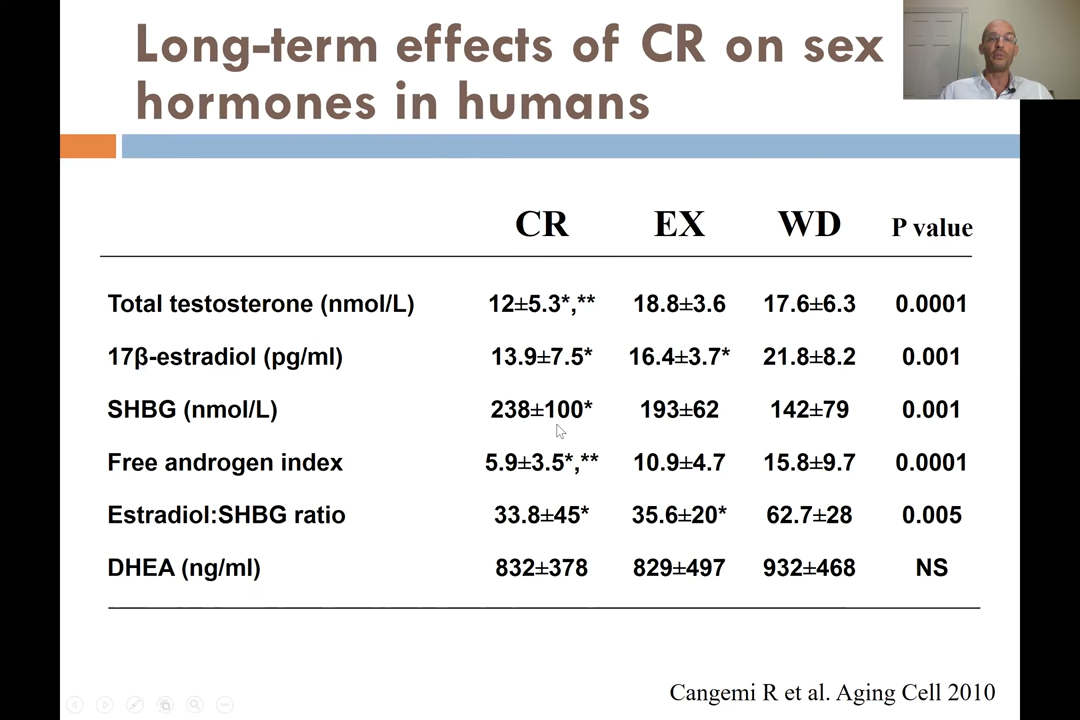 Long-term effects of CR on sex
hormones in humans
CR EX WD P value
Total testosterone (nmol/L) 12±5.3*,** 18.8±3.6 17.6±6.3 0.0001
17β-estradiol (pg/ml) 13.9±7.5* 16.4±3.7* 21.8±8.2 0.001
SHBG (nmol/L) 238±100* 193±62 142±79 0.001
Free androgen index 5.9±3.5*,** 10.9±4.7 15.8±9.7 0.0001
Estradiol:SHBG ratio 33.8±45* 35.6±20* 62.7±28 0.005
DHEA (ng/ml) 832±378 829±497 932±468 NS
Cangemi R et al. Aging Cell 2010